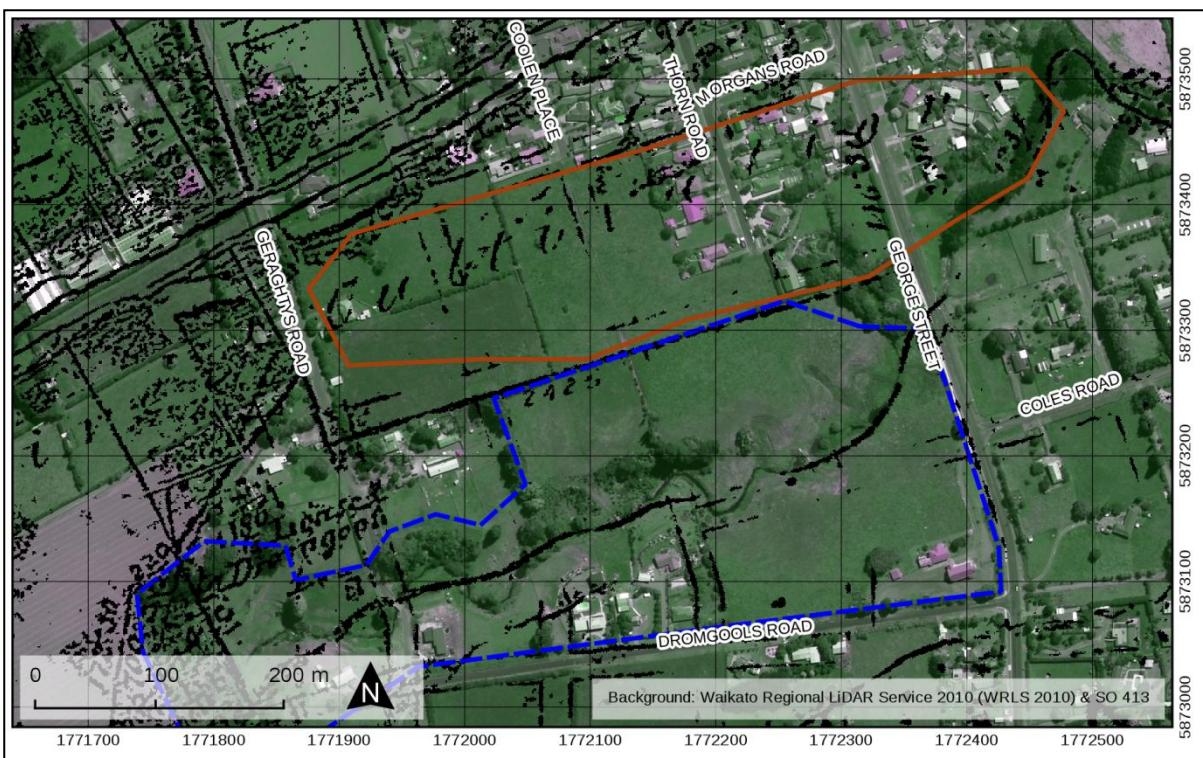 COOLEN PLACE
THORN ROAD
MORGANS ROAD
5873500
5873400
GERAGHTYS ROAD
GEORGE STREET
5873300
COLES ROAD
5873200
5873100
DROMGOOLS ROAD
0 100 200 m
N
Background: Waikato Regional LiDAR Service 2010 (WRLS 2010) & SO 413
5873000
1771700 1771800 1771900 1772000 1772100 1772200 1772300 1772400 1772500